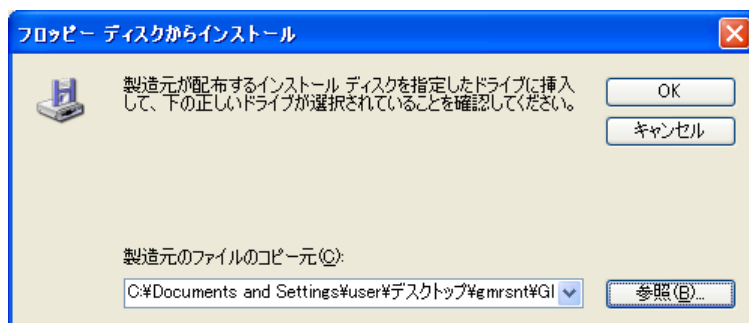 フロッピー ディスクからインストール
製造元が配布するインストール ディスクを指定したドライブに挿入
して、下の正しいドライブが選択されていることを確認してください。
OK
キャンセル
製造元のファイルのコピー元(C):
C:¥Documents and Settings¥user¥デスクトップ¥gmrsnt¥GI
参照(B)...